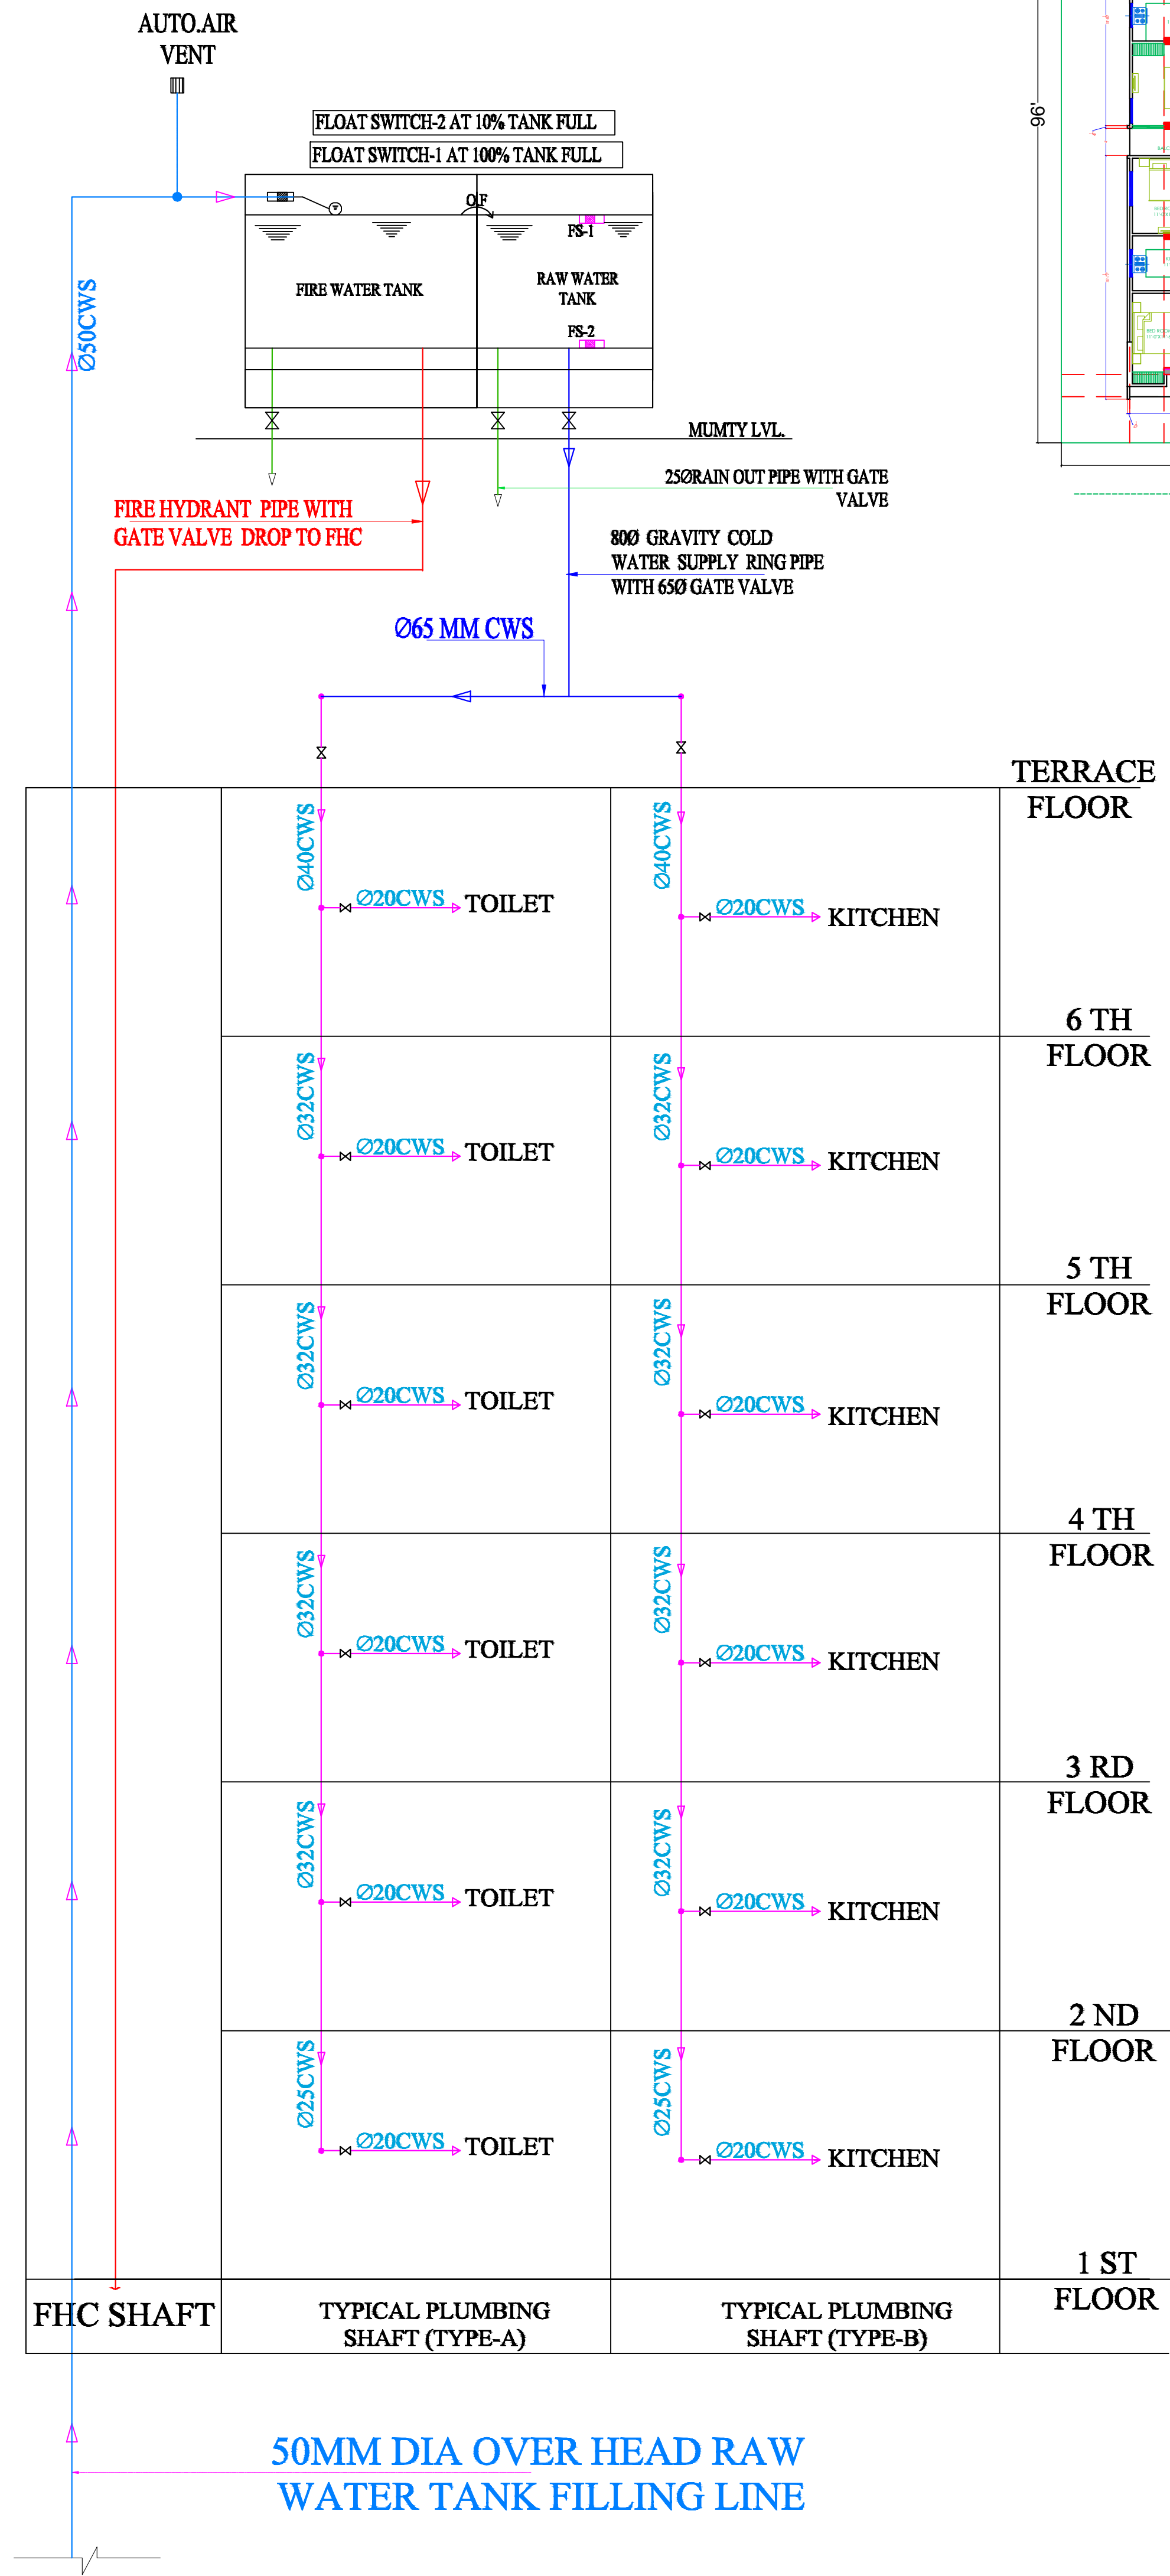 AUTO.AIR
VENT
FLOAT SWITCH-2 AT 10% TANK FULL
FLOAT SWITCH-1 AT 100% TANK FULL
96'
O.F
FS-1
FIRE WATER TANK
RAW WATER
TANK
FS-2
Ø50CWS
MUMTY LVL.
25ØRAIN OUT PIPE WITH GATE
VALVE
FIRE HYDRANT PIPE WITH
GATE VALVE DROP TO FHC
80Ø GRAVITY COLD
WATER SUPPLY RING PIPE
WITH 65Ø GATE VALVE
Ø65 MM CWS
TERRACE
FLOOR
Ø40CWS
Ø20CWS TOILET
Ø40CWS
Ø20CWS KITCHEN
6 TH
FLOOR
Ø32CWS
Ø20CWS TOILET
Ø32CWS
Ø20CWS KITCHEN
5 TH
FLOOR
Ø32CWS
Ø20CWS TOILET
Ø32CWS
Ø20CWS KITCHEN
4 TH
FLOOR
Ø32CWS
Ø20CWS TOILET
Ø32CWS
Ø20CWS KITCHEN
3 RD
FLOOR
Ø32CWS
Ø20CWS TOILET
Ø32CWS
Ø20CWS KITCHEN
2 ND
FLOOR
Ø25CWS
Ø20CWS TOILET
Ø25CWS
Ø20CWS KITCHEN
1 ST
FLOOR
FHC SHAFT
TYPICAL PLUMBING
SHAFT (TYPE-A)
TYPICAL PLUMBING
SHAFT (TYPE-B)
50MM DIA OVER HEAD RAW
WATER TANK FILLING LINE